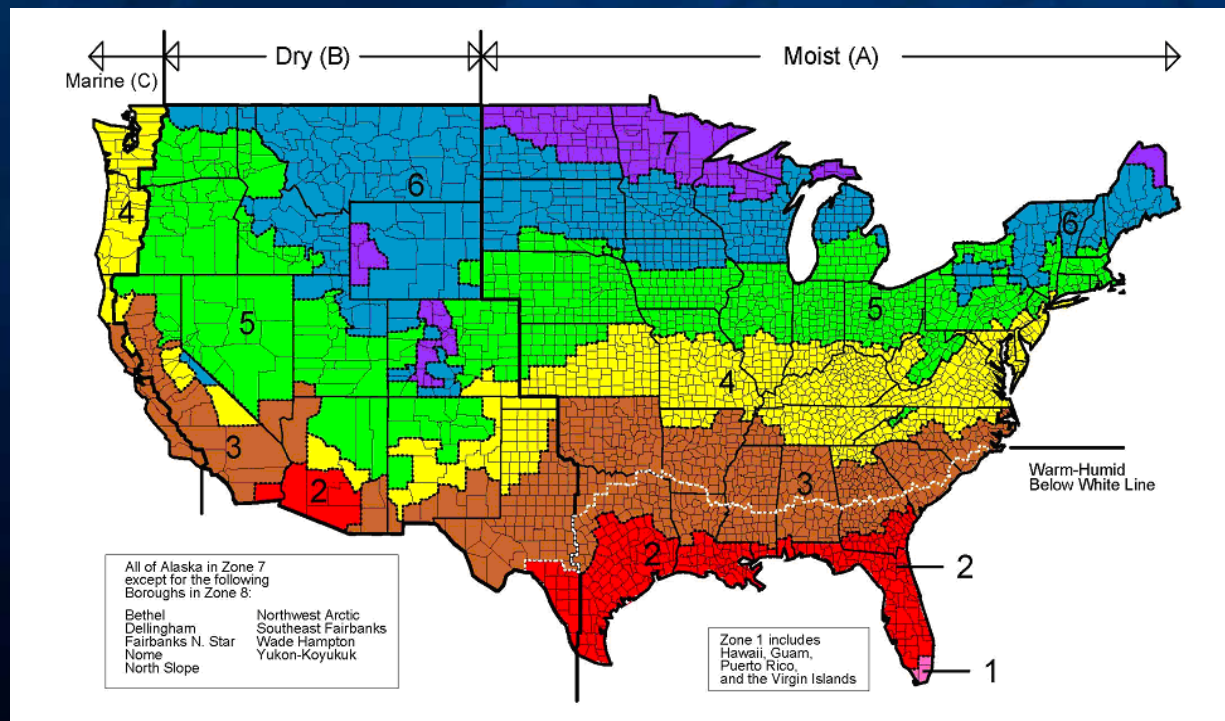 Marine (C)
Dry (B)
Moist (A)
7
6
4
6
5
5
4
3
3
Warm-Humid
Below White Line
2
2
2
1
All of Alaska in Zone 7
except for the following
Boroughs in Zone 8:
Bethel Northwest Arctic
Dellingham Southeast Fairbanks
Fairbanks N. Star Wade Hampton
Nome Yukon-Koyukuk
North Slope
Zone 1 includes
Hawaii, Guam,
Puerto Rico,
and the Virgin Islands